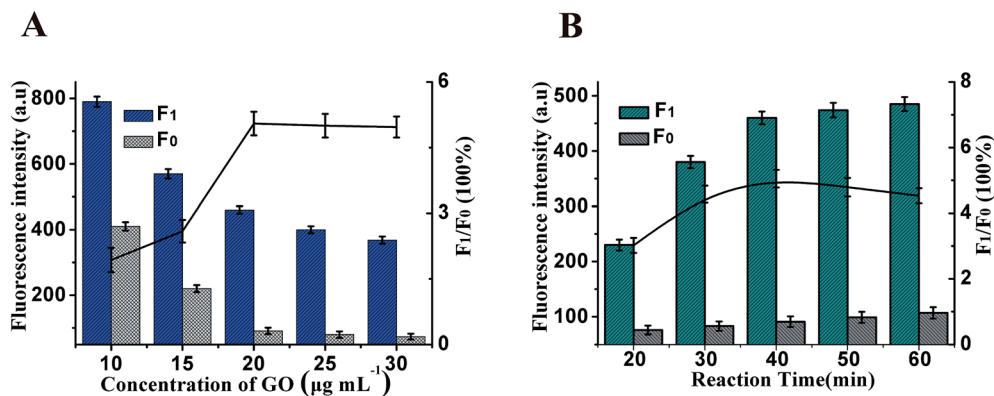 A
Fluorescence intensity (a.u)
800
600
400
200
F1
F0
6
3
0
F1/F0 (100%)
10 15 20 25 30
Concentration of GO (μg mL-1)
B
Fluorescence intensity (a.u)
500
400
300
200
100
F1
F0
8
6
4
2
0
F1/F0 (100%)
20 30 40 50 60
Reaction Time(min)